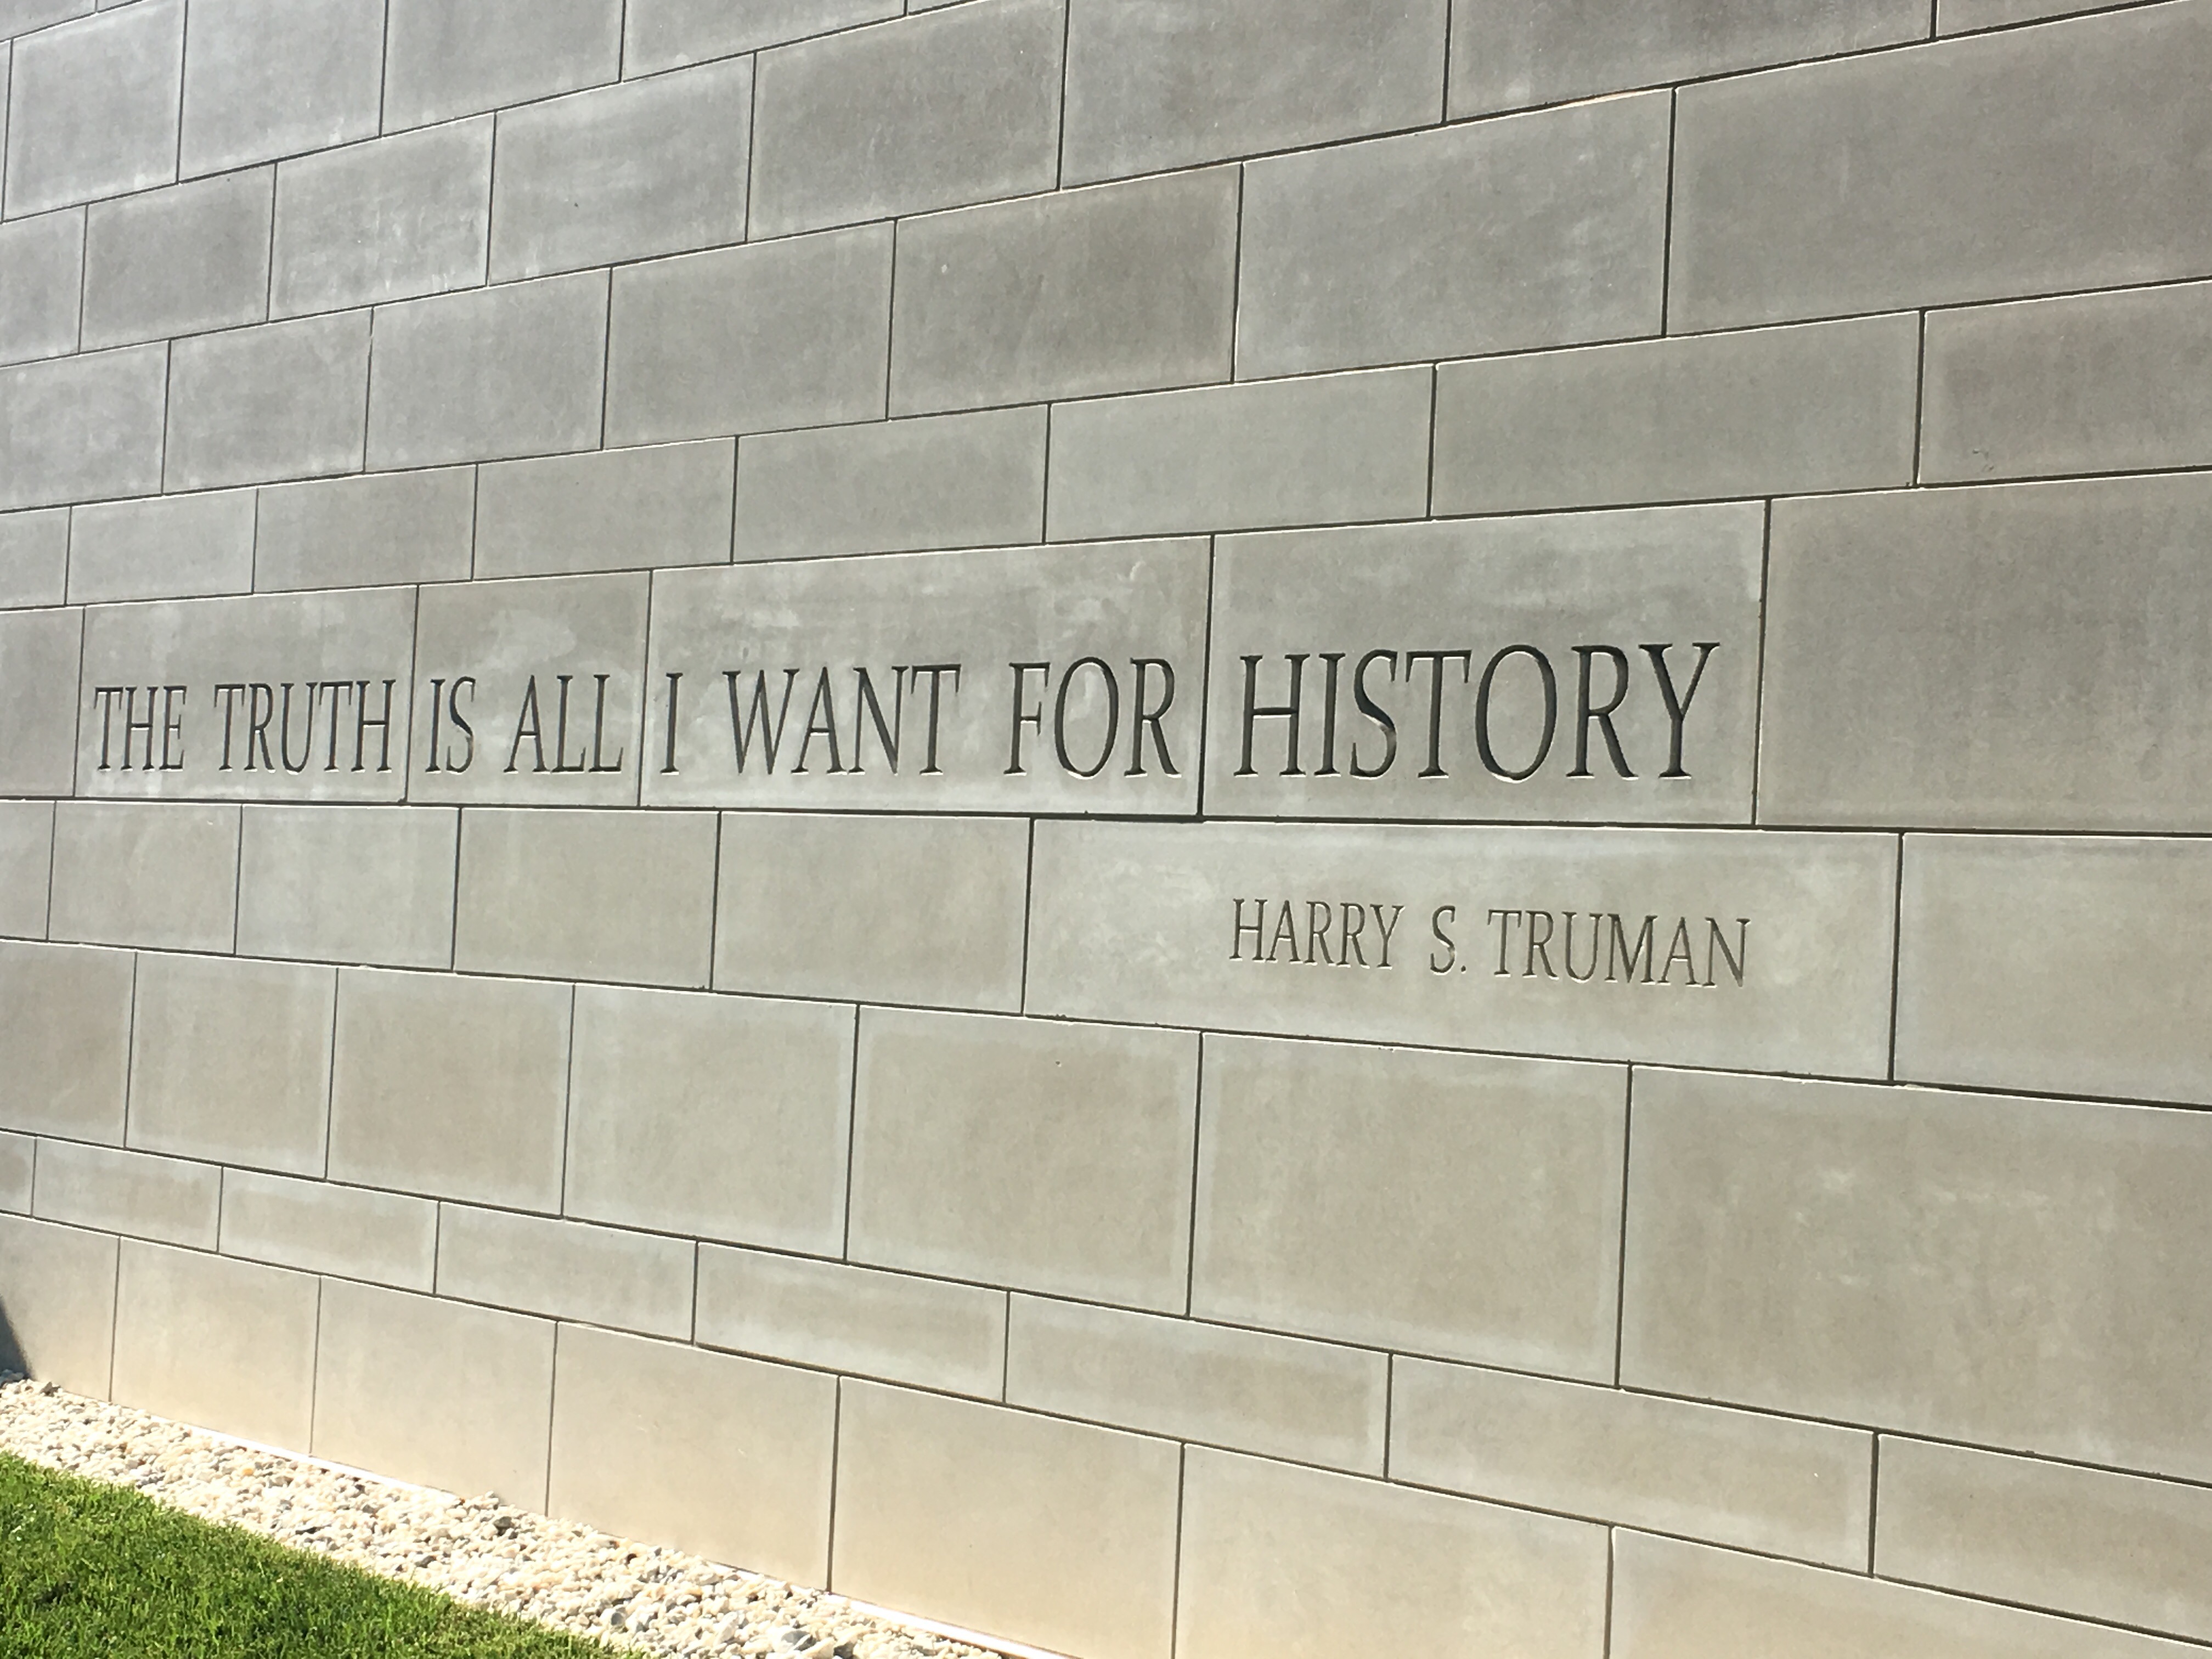 THE TRUTH IS ALL I WANT FOR HISTORY
HARRY S. TRUMAN